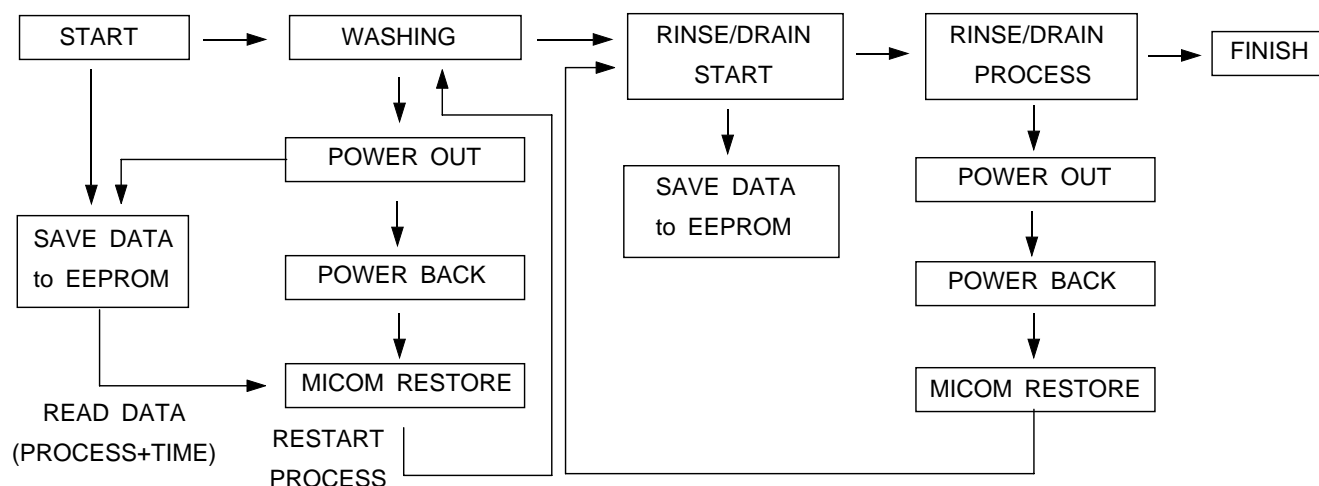 START
WASHING
RINSE/DRAIN
START
RINSE/DRAIN
PROCESS
FINISH
POWER OUT
SAVE DATA
to EEPROM
POWER BACK
MICOM RESTORE
READ DATA
(PROCESS+TIME)
RESTART
PROCESS
SAVE DATA
to EEPROM
POWER OUT
POWER BACK
MICOM RESTORE